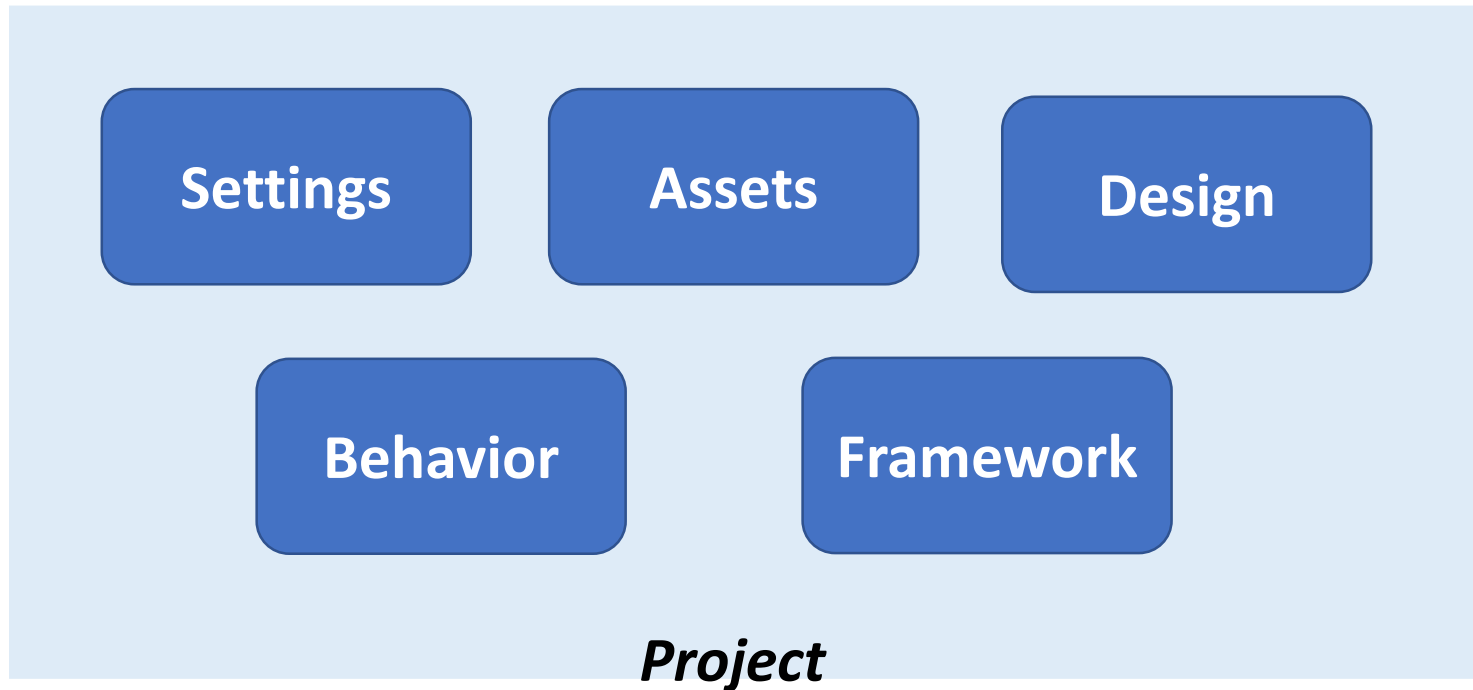 Settings
Assets
Design
Behavior
Framework
Project